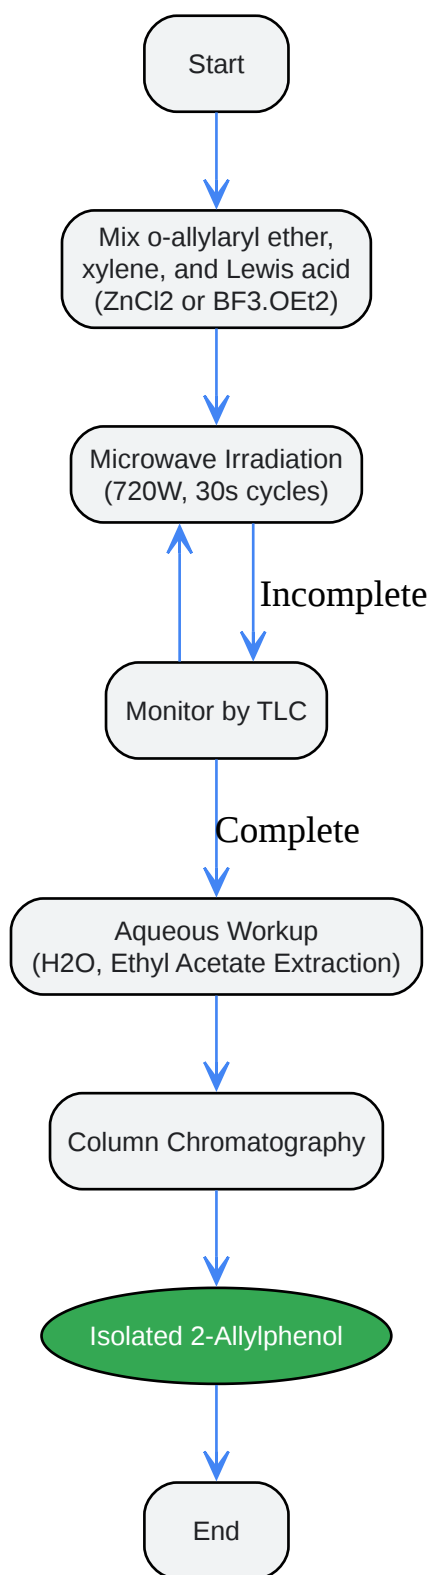 Start
Mix o-allylaryl ether,
xylene, and Lewis acid
(ZnCl2 or BF3.OEt2)
Microwave Irradiation
(720W, 30s cycles)
Incomplete
Monitor by TLC
Complete
Aqueous Workup
(H2O, Ethyl Acetate Extraction)
Column Chromatography
Isolated 2-Allylphenol
End